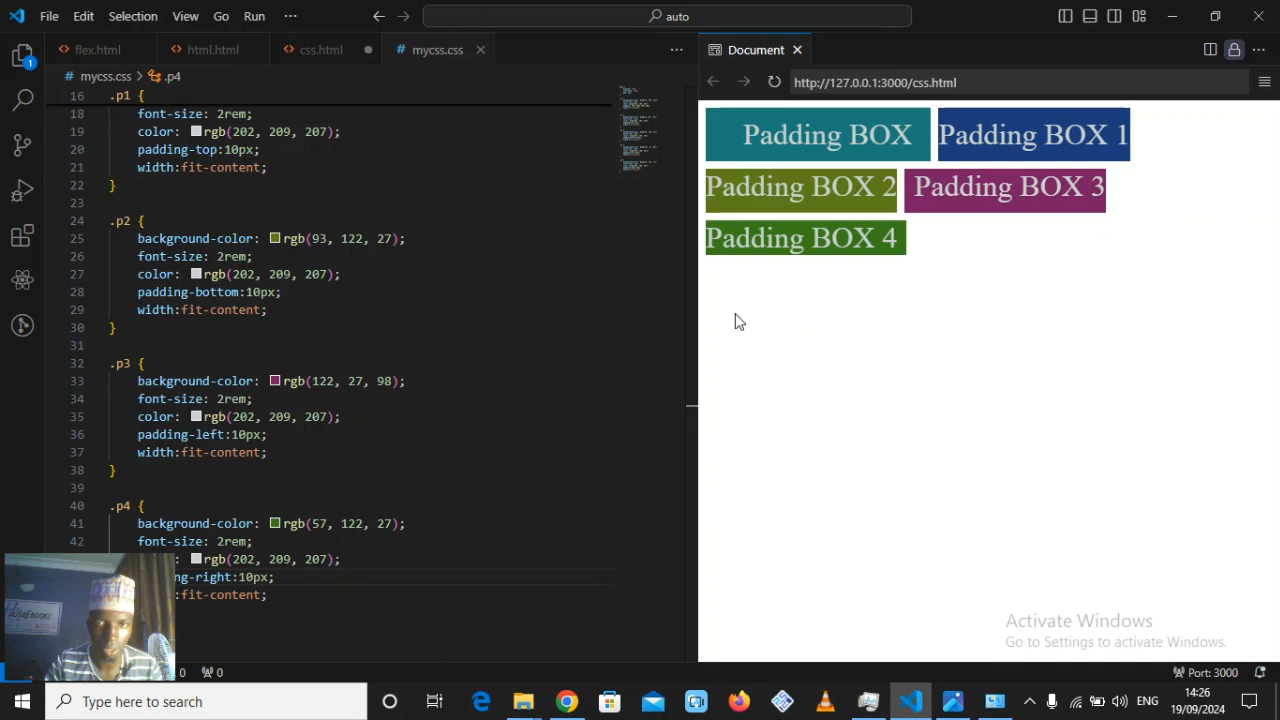 File Edit Selection View Go Run ··· auto
flex.html html.html css.html mycss.css ···
mycss.css > .p4
16 .p1 {
18 font-size: 2rem;
19 color: rgb(202, 209, 207);
20 padding-top:10px;
21 width:fit-content;
22 }
23
24 .p2 {
25 background-color: rgb(93, 122, 27);
26 font-size: 2rem;
27 color: rgb(202, 209, 207);
28 padding-bottom:10px;
29 width:fit-content;
30 }
31
32 .p3 {
33 background-color: rgb(122, 27, 98);
34 font-size: 2rem;
35 color: rgb(202, 209, 207);
36 padding-left:10px;
37 width:fit-content;
38 }
39
40 .p4 {
41 background-color: rgb(57, 122, 27);
42 font-size: 2rem;
: rgb(202, 209, 207);
ng-right:10px;
:fit-content;
1
Document
http://127.0.0.1:3000/css.html
Padding BOX Padding BOX 1
Padding BOX 2 Padding BOX 3
Padding BOX 4
Activate Windows
Go to Settings to activate Windows.
0 0 Port: 3000
Type here to search
ENG 14:26
19/09/2024